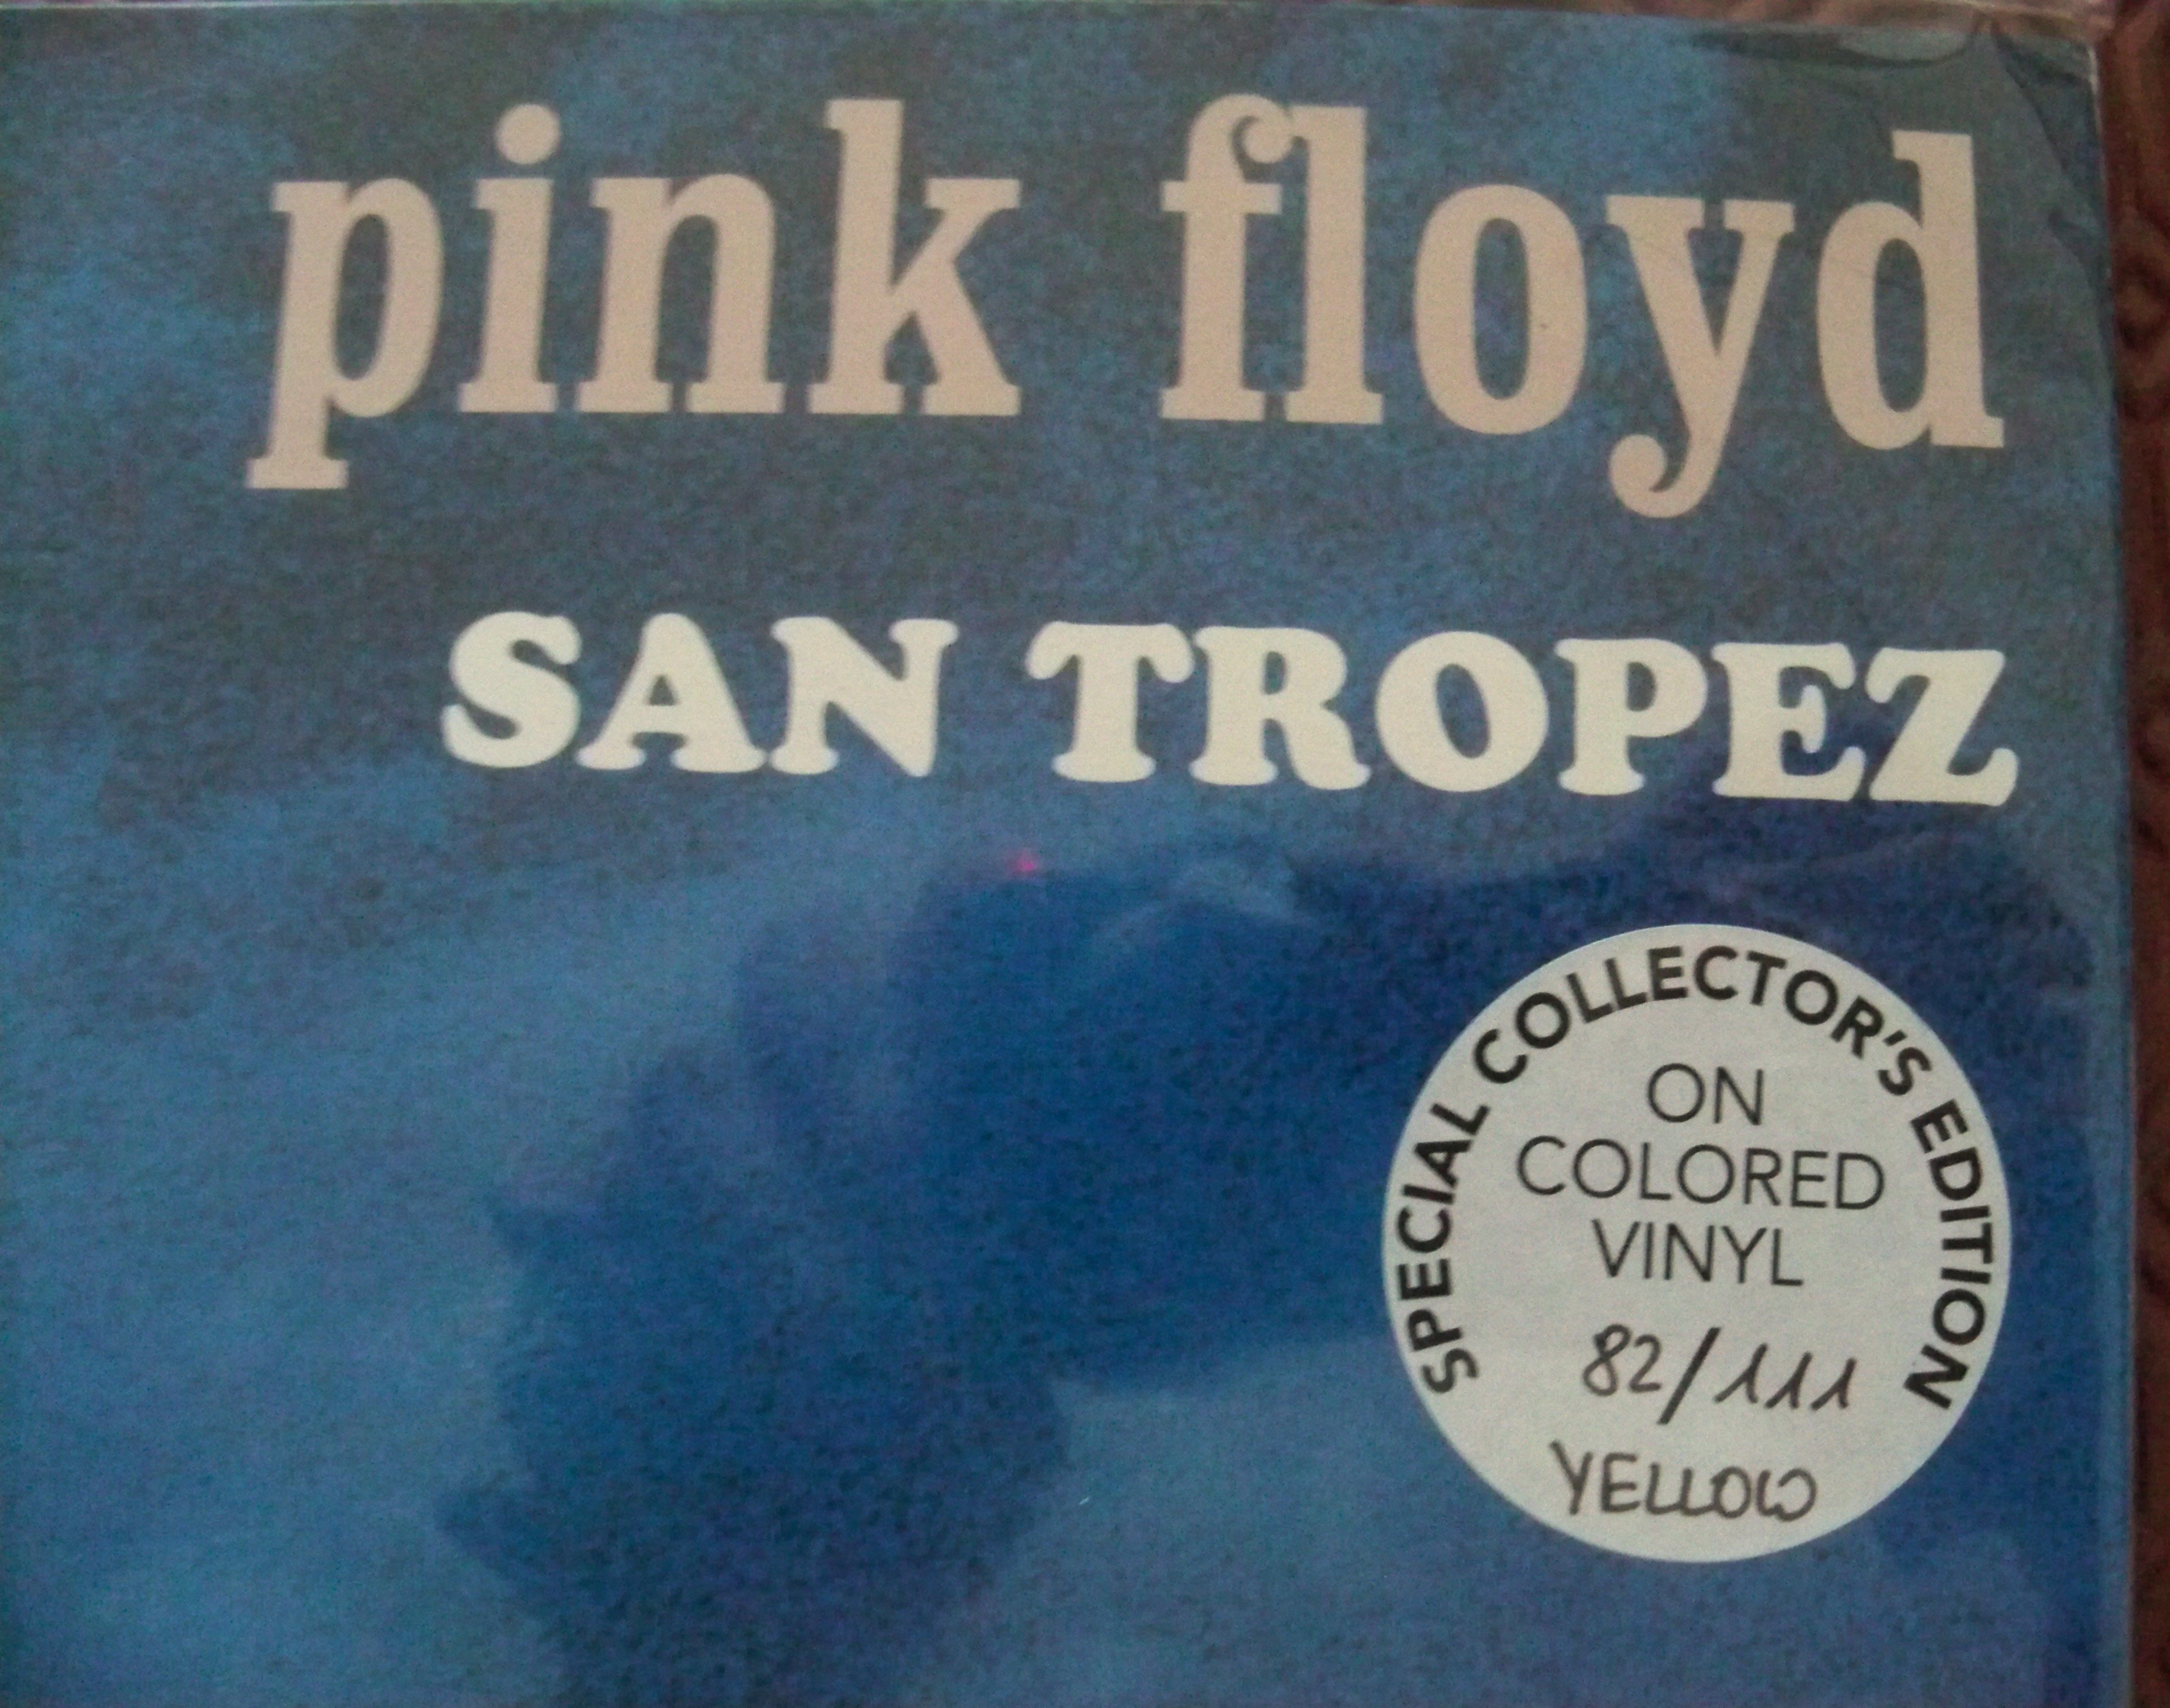 pink floyd
SAN TROPEZ
SPECIAL COLLECTOR'S EDITION
ON
COLORED
VINYL
82/111
YELLOW